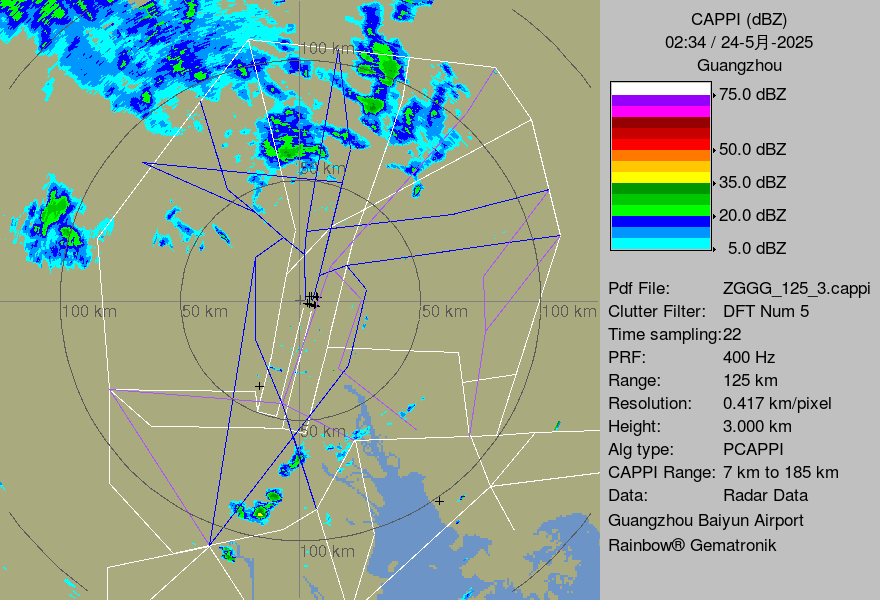 CAPPI (dBZ)
02:34 / 24-5月-2025
Guangzhou
75.0 dBZ
50.0 dBZ
35.0 dBZ
20.0 dBZ
5.0 dBZ
Pdf File: ZGGG_125_3.cappi
Clutter Filter: DFT Num 5
Time sampling:22
PRF: 400 Hz
Range: 125 km
Resolution: 0.417 km/pixel
Height: 3.000 km
Alg type: PCAPPI
CAPPI Range: 7 km to 185 km
Data: Radar Data
Guangzhou Baiyun Airport
Rainbow® Gematronik
100 km
50 km
100 km
50 km
50 km
100 km
50 km
100 km